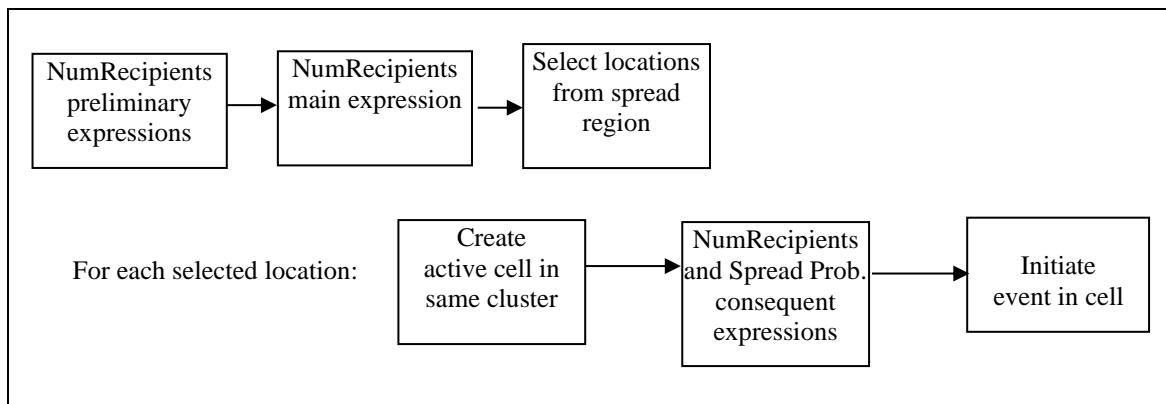 NumRecipients
preliminary
expressions
NumRecipients
main expression
Select locations
from spread
region
For each selected location:
Create
active cell in
same cluster
NumRecipients
and Spread Prob.
consequent
expressions
Initiate
event in cell